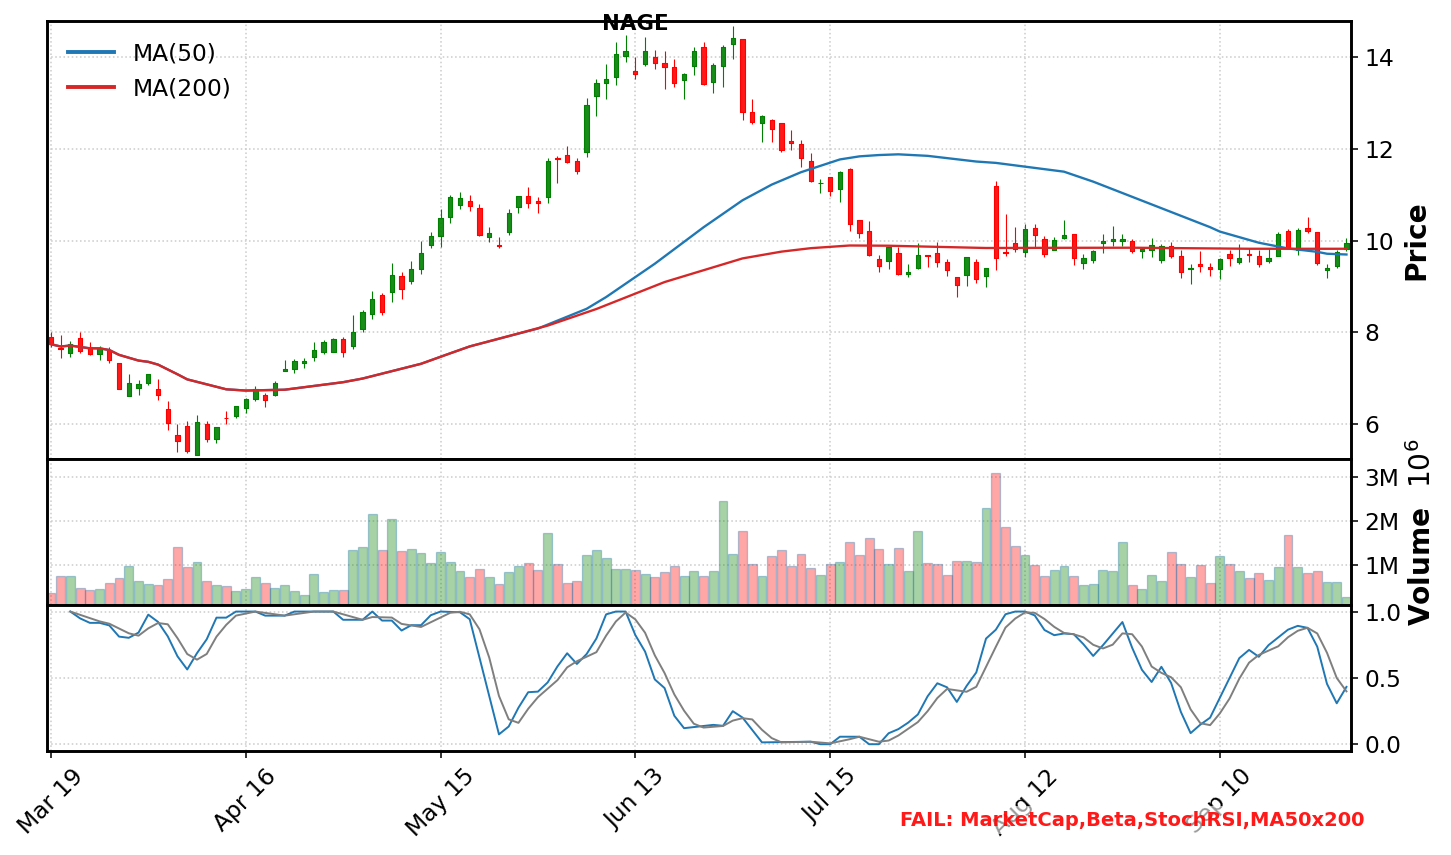 NAGE
MA(50)
MA(200)
14
12
10
8
6
Price
3M
2M
1M
Volume 10⁶
1.0
0.5
0.0
Mar 19
Apr 16
May 15
Jun 13
Jul 15
Aug 12
Sep 10
FAIL: MarketCap,Beta,StochRSI,MA50x200